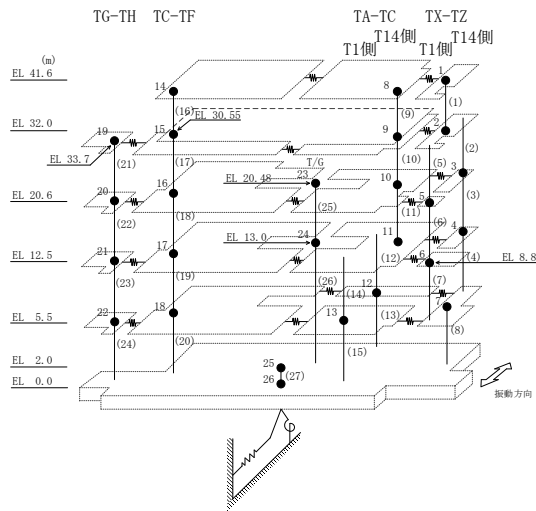 TG-TH TC-TF TA-TC TX-TZ
T1側 T14側 T1側 T14側
(m)
EL 41.6
14 8 1
(16) EL 30.55 (9) (1)
EL 32.0
19 15 9 2
EL 33.7 (21) (17) (10) (2)
T/G
EL 20.6
20 16 EL 20.48 23 10 (5) 3
(22) (18) (25) (11) 5 (3)
EL 12.5
21 17 EL 13.0 24 11 (6) 4
(23) (19) (12) 6 (4) EL 8.8
(26) (14) 12 (7)
EL 5.5
22 18 13 (13) 7
(24) (20) (15) (8)
EL 2.0
25
EL 0.0
26 (27)
振動方向